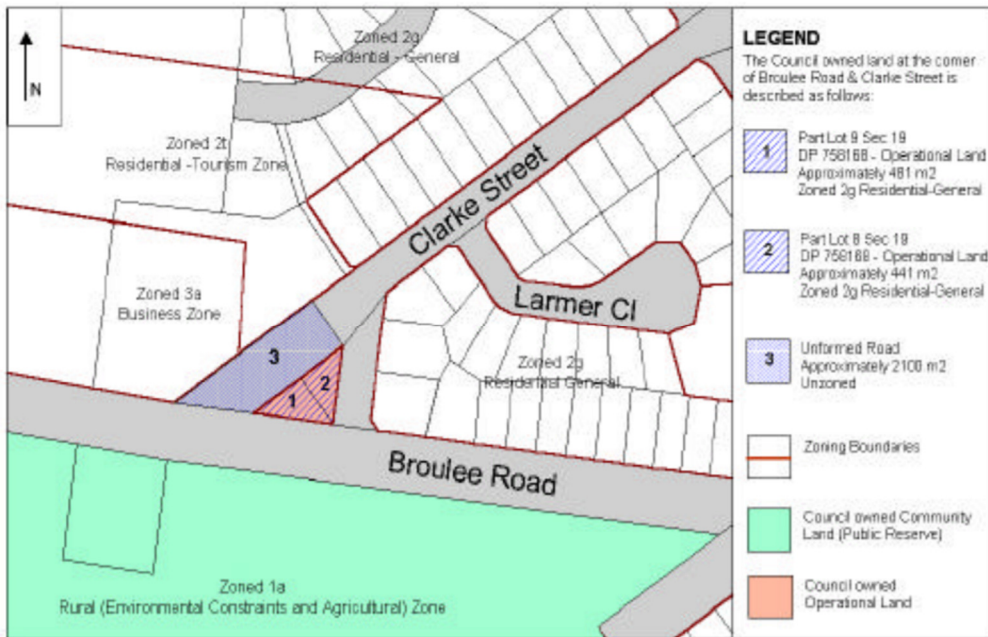 N
Zoned 2g
Residential - General
Zoned 2t
Residential -Tourism Zone
Clarke Street
Larmer Cl
Zoned 3a
Business Zone
Zoned 2g
Residential General
3
2
1
Broulee Road
Zoned 1a
Rural (Environmental Constraints and Agricultural) Zone
LEGEND
The Council owned land at the corner
of Broulee Road & Clarke Street is
described as follows:
1
Part Lot 9 Sec 19
DP 758168 - Operational Land
Approximately 481 m2
Zoned 2g Residential-General
2
Part Lot 8 Sec 19
DP 758168 - Operational Land
Approximately 441 m2
Zoned 2g Residential-General
3
Unformed Road
Approximately 2100 m2
Unzoned
Zoning Boundaries
Council owned Community
Land (Public Reserve)
Council owned
Operational Land